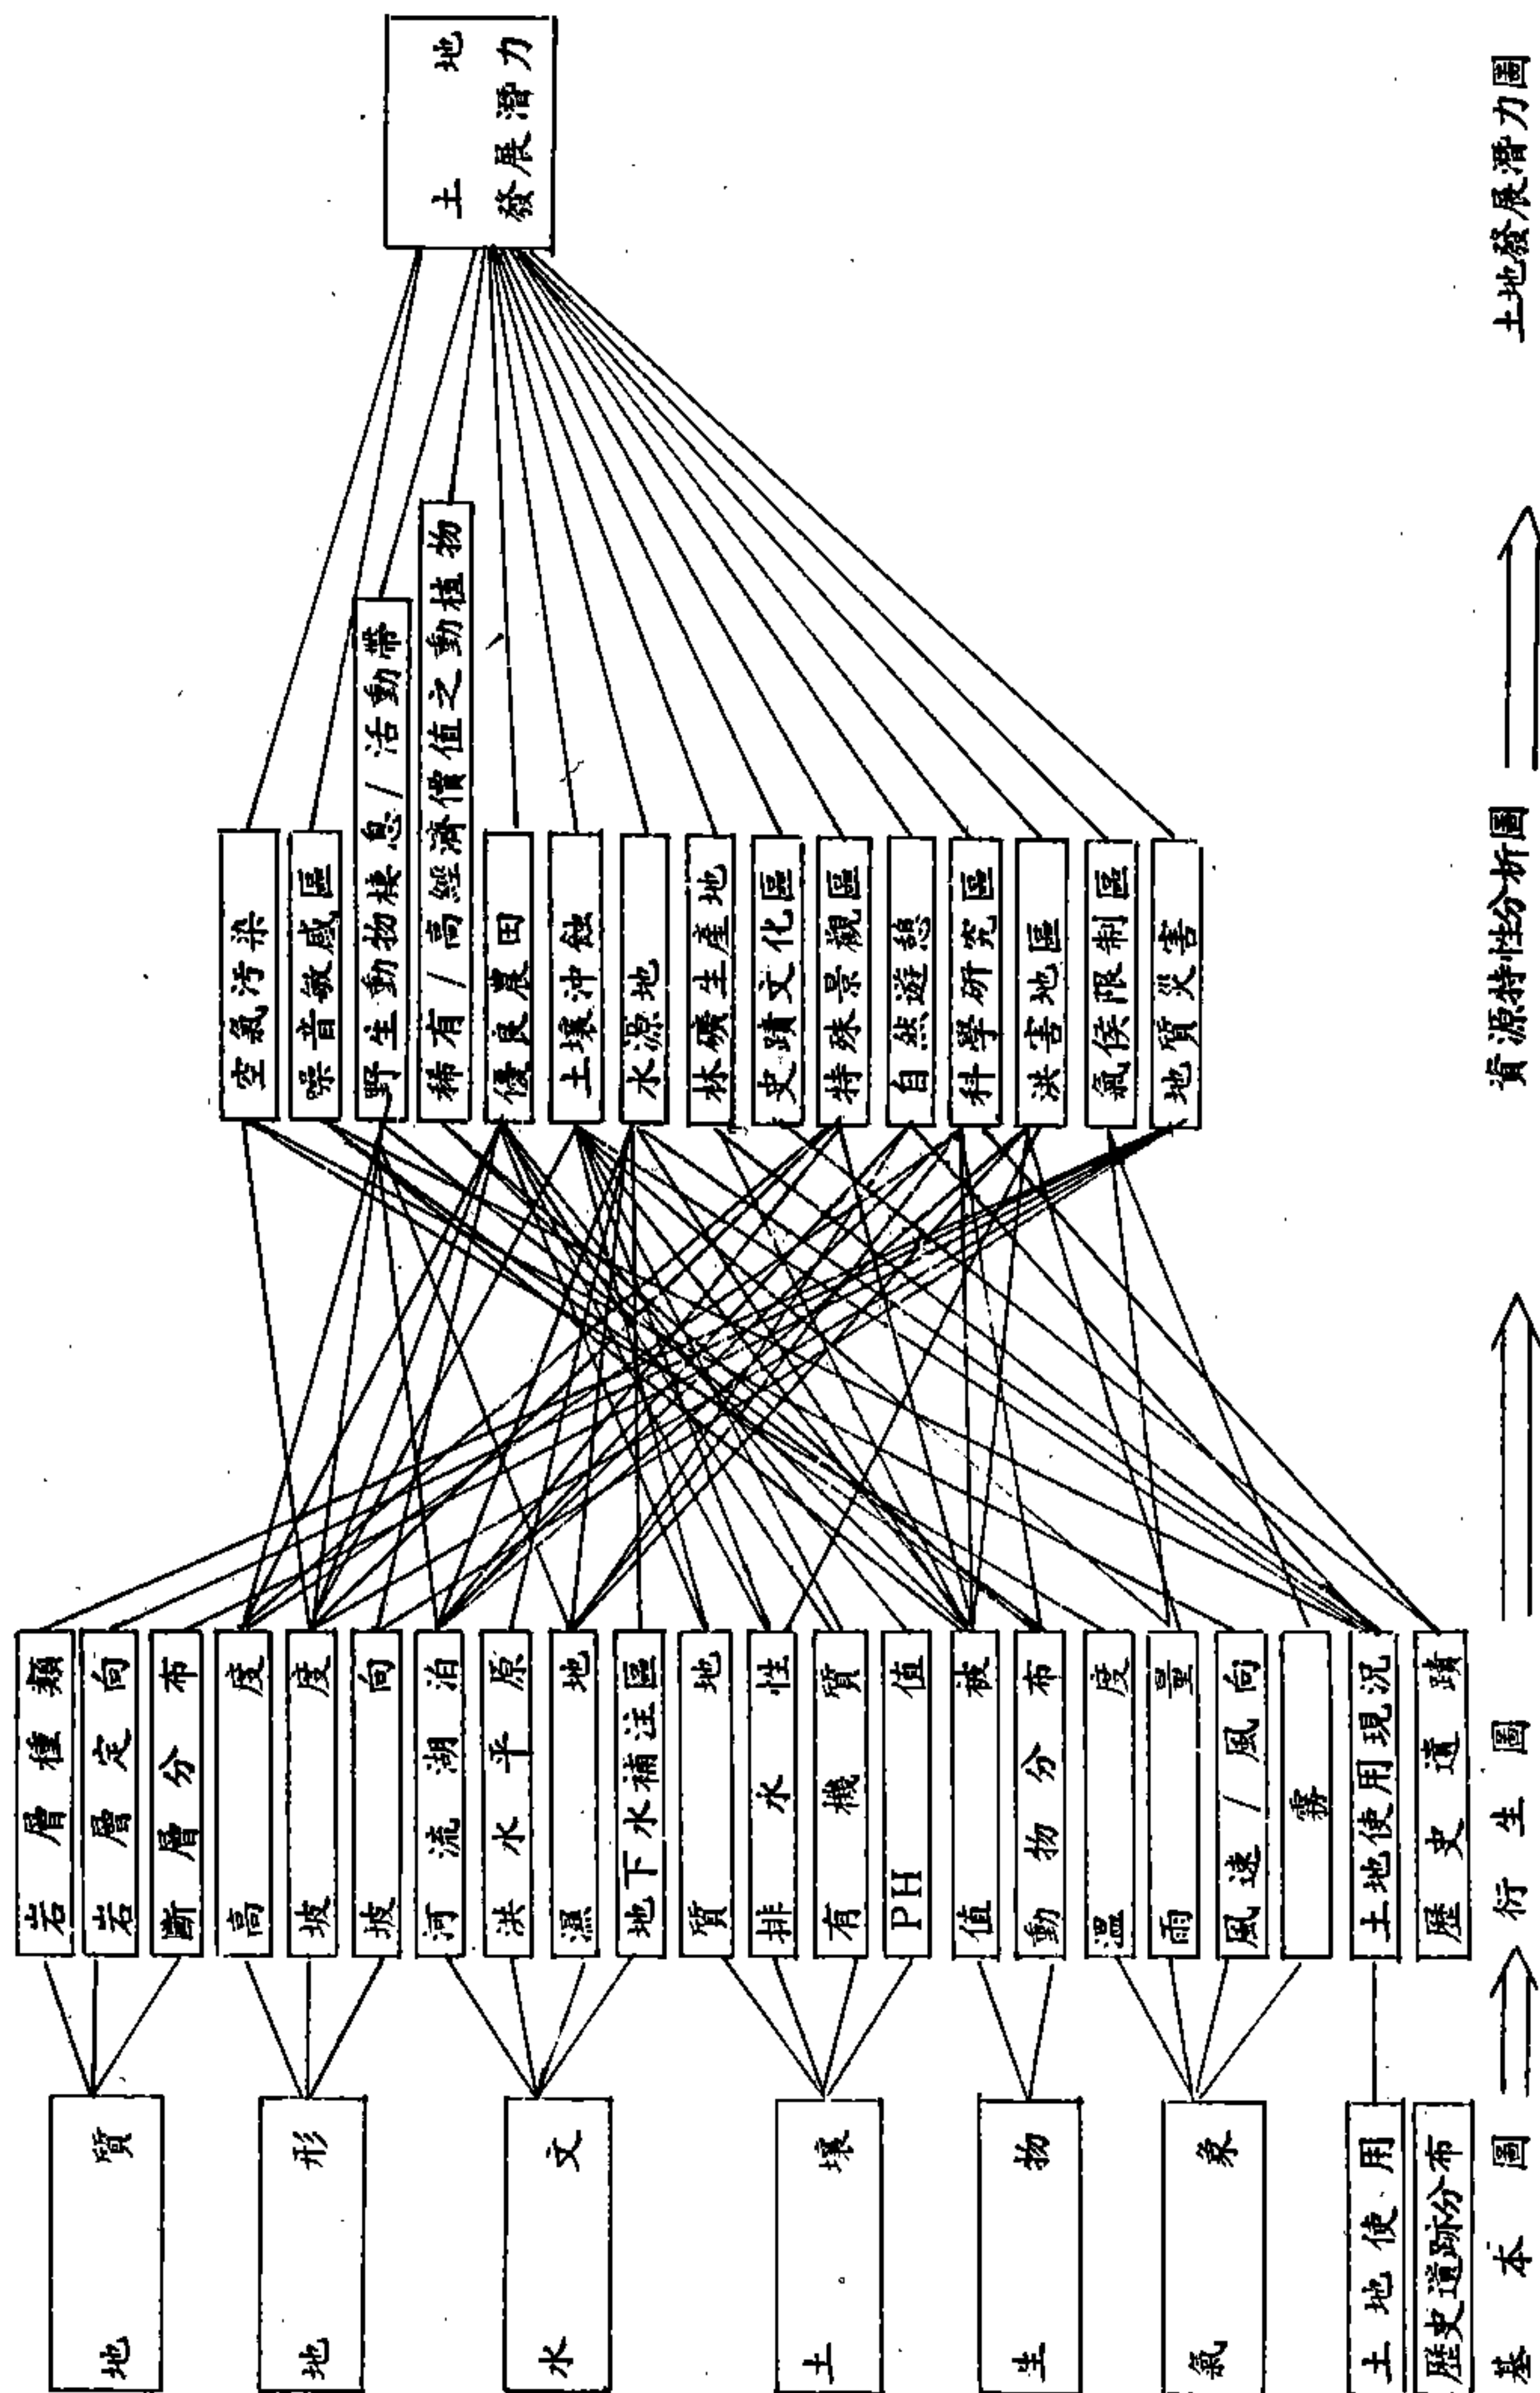 地質
地形
水文
土壤
生物
氣象
土地使用
歷史遺跡分布
岩層種類
岩層定向
斷層分布
高度
坡度
坡向
河流湖泊
洪水平原
濕地
地下水補注區
質地
排水性
有機質
PH值
值被
動物分布
溫度
雨量
風速/風向
霧
土地使用現況
歷史遺蹟
空氣污染
噪音敏感區
野生動物棲息/活動帶
稀有/高經濟價值之動植物
優良農田
土壤沖蝕
水源地
林礦生產地
史蹟文化區
特殊景觀區
自然遊憩
科學研究區
洪害地區
氣侯限制區
地質災害
土地
發展潛力
基本圖
衍生圖
資源特性分析圖
土地發展潛力圖